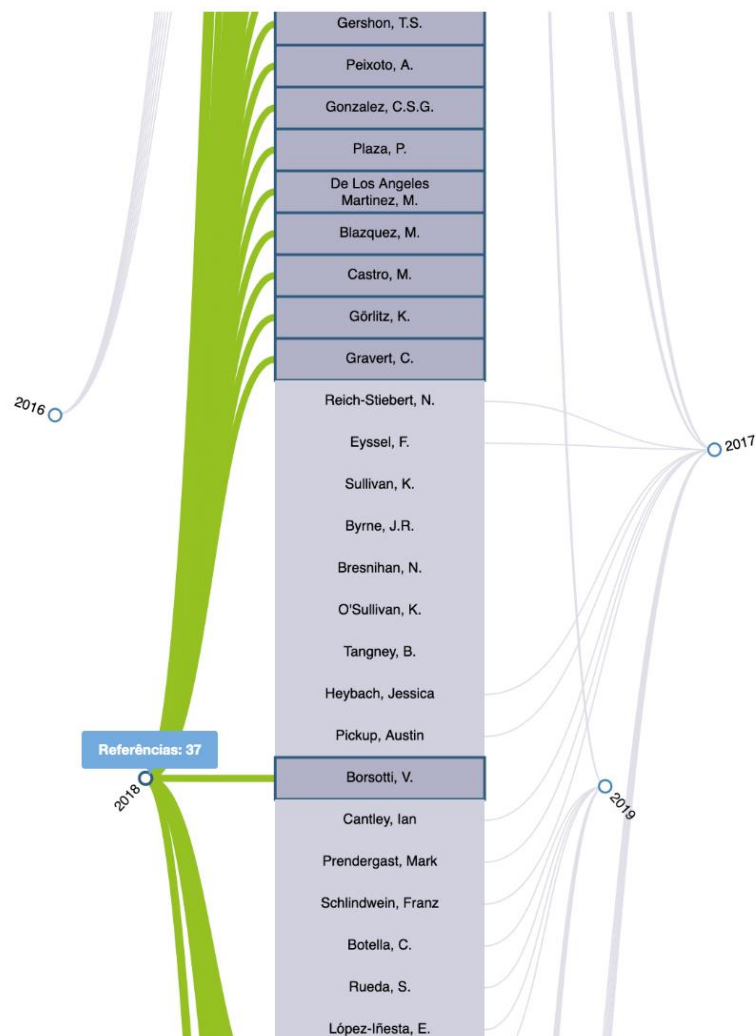 Gershon, T.S.
Peixoto, A.
Gonzalez, C.S.G.
Plaza, P.
De Los Angeles
Martinez, M.
Blazquez, M.
Castro, M.
Görlitz, K.
Gravert, C.
2016
Reich-Stiebert, N.
Eyssel, F.
2017
Sullivan, K.
Byrne, J.R.
Bresnihan, N.
O'Sullivan, K.
Tangney, B.
Heybach, Jessica
Pickup, Austin
Referências: 37
2018
Borsotti, V.
2019
Cantley, Ian
Prendergast, Mark
Schlindwein, Franz
Botella, C.
Rueda, S.
López-Iñesta, E.